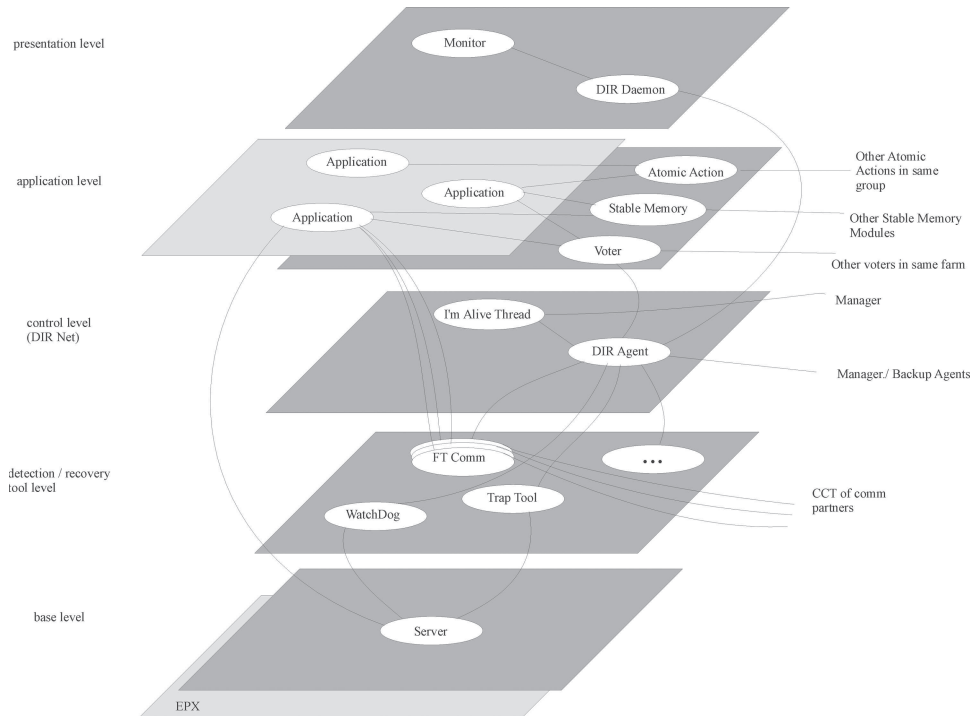 presentation level
Monitor
DIR Daemon
application level
Application
Application
Application
Atomic Action
Stable Memory
Voter
Other Atomic
Actions in same
group
Other Stable Memory
Modules
Other voters in same farm
control level
(DIR Net)
I'm Alive Thread
DIR Agent
Manager
Manager./ Backup Agents
detection / recovery
tool level
FT Comm
...
Trap Tool
WatchDog
CCT of comm
partners
base level
Server
EPX